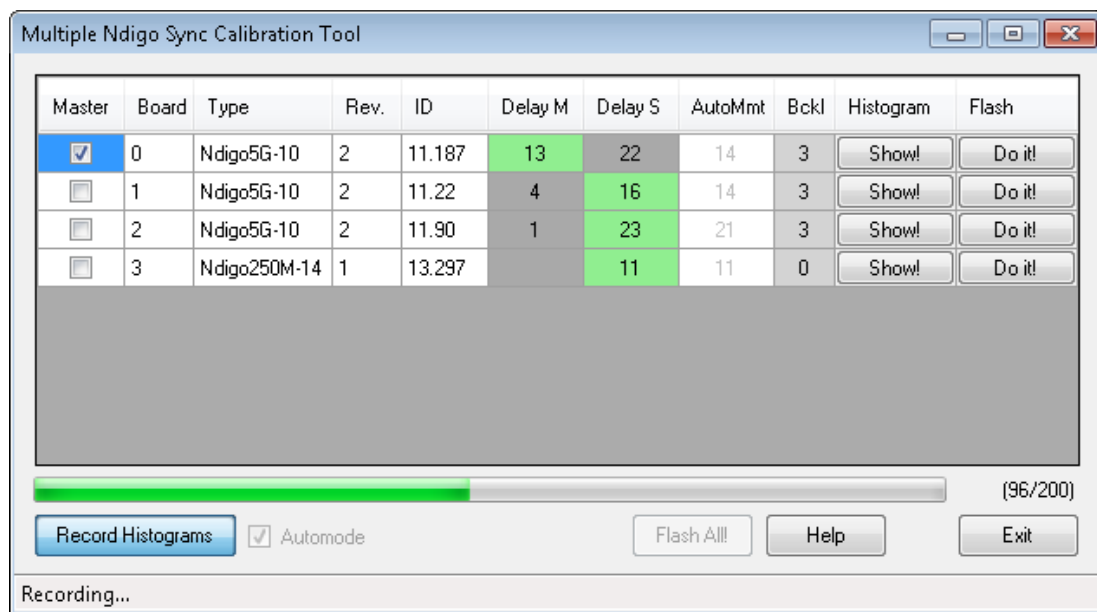 Multiple Ndigo Sync Calibration Tool
Master Board Type Rev. ID Delay M Delay S AutoMmt Bckl Histogram Flash
0 Ndigo5G-10 2 11.187 13 22 14 3 Show! Do it!
1 Ndigo5G-10 2 11.22 4 16 14 3 Show! Do it!
2 Ndigo5G-10 2 11.90 1 23 21 3 Show! Do it!
3 Ndigo250M-14 1 13.297 11 11 0 Show! Do it!
(96/200)
Record Histograms Automode Flash All! Help Exit
Recording...